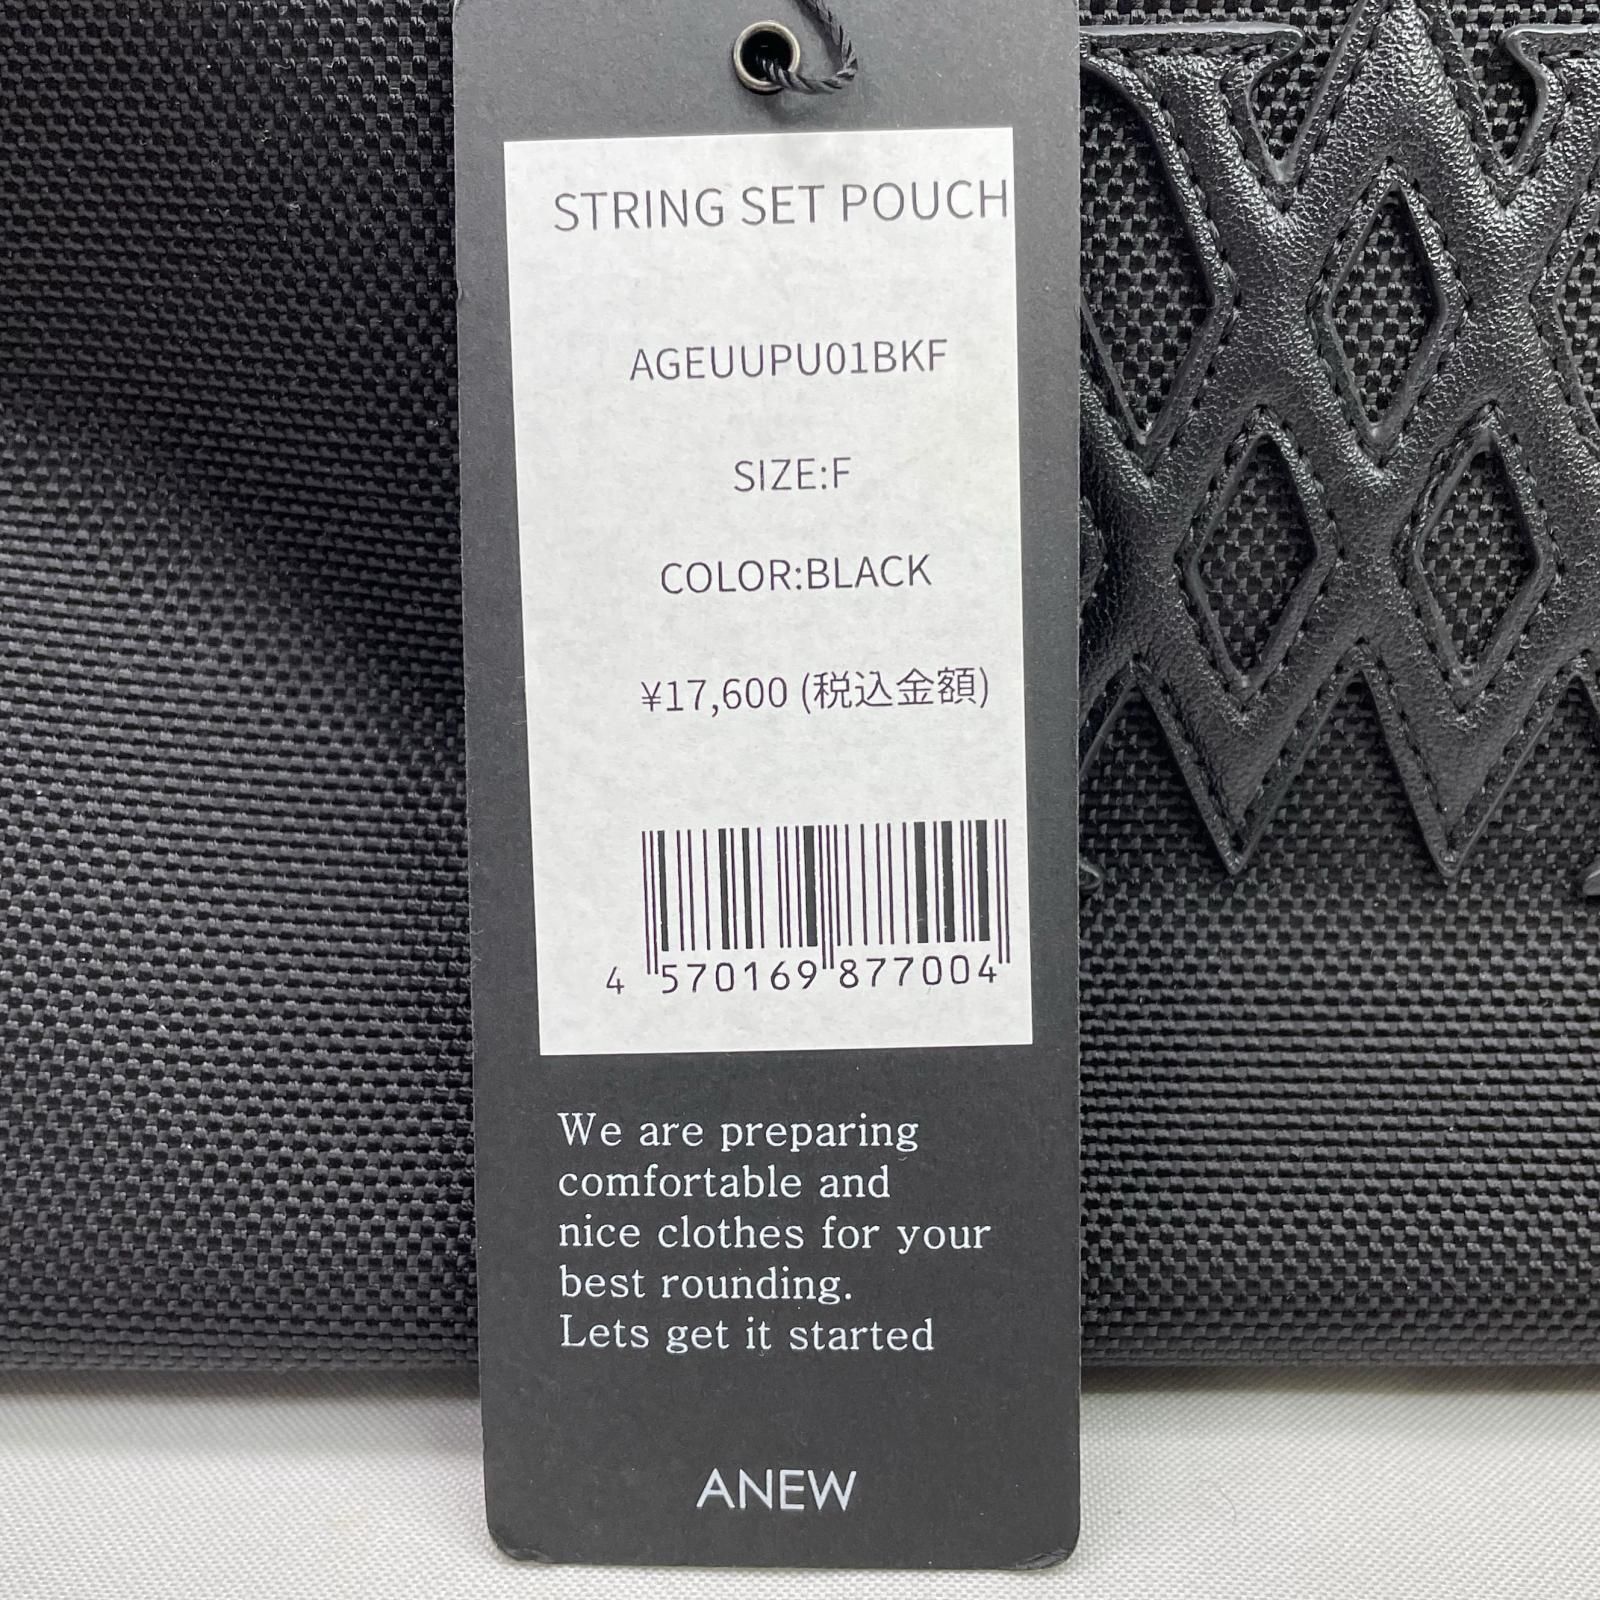 STRING SET POUCH
AGEUUPU01BKF
SIZE:F
COLOR:BLACK
¥17,600 (税込金額)
4 570169 877004
We are preparing
comfortable and
nice clothes for your
best rounding.
Lets get it started
ANEW